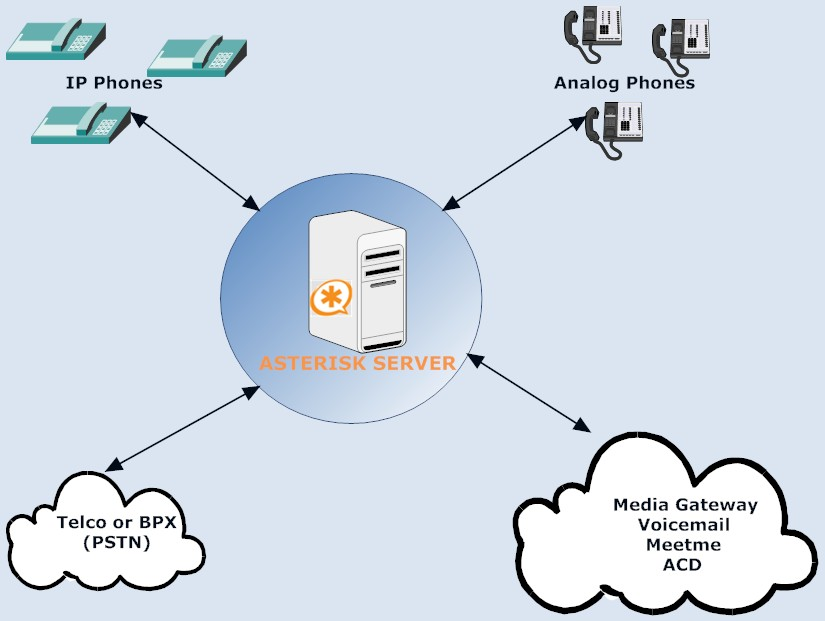 IP Phones
Analog Phones
ASTERISK SERVER
Telco or BPX
(PSTN)
Media Gateway
Voicemail
Meetme
ACD